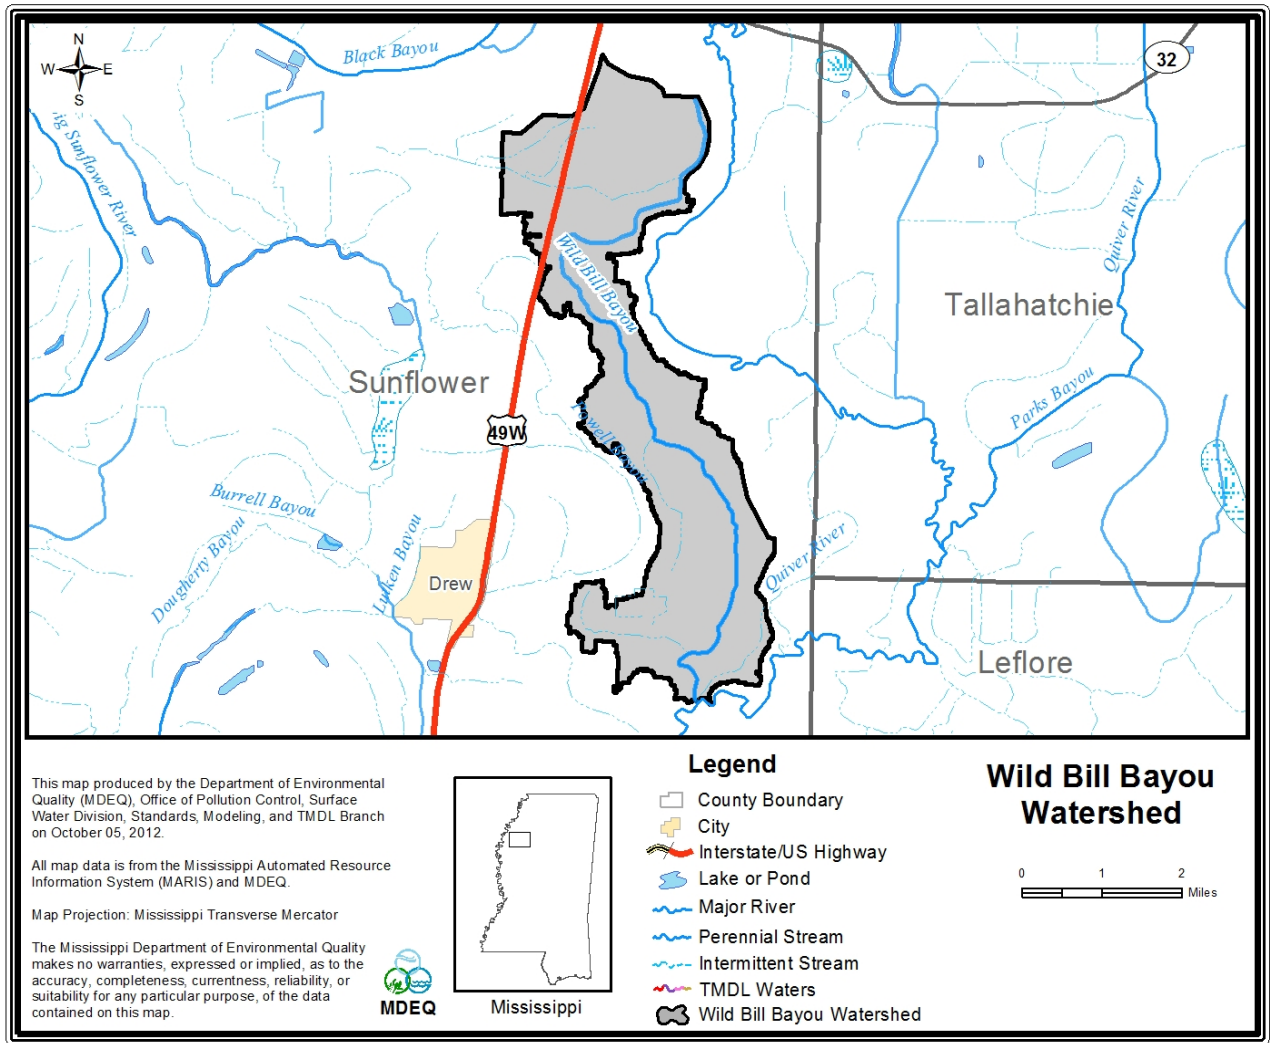 N
W E
S
Black Bayou
32
ig Sunflower River
Quiver River
Wild Bill Bayou
Tallahatchie
Sunflower
Parks Bayou
49W
Powell Bayou
Burrell Bayou
Dougherty Bayou
Quiver River
Drew
Leflore
This map produced by the Department of Environmental
Quality (MDEQ), Office of Pollution Control, Surface
Water Division, Standards, Modeling, and TMDL Branch
on October 05, 2012.
All map data is from the Mississippi Automated Resource
Information System (MARIS) and MDEQ.
Map Projection: Mississippi Transverse Mercator
The Mississippi Department of Environmental Quality
makes no warranties, expressed or implied, as to the
accuracy, completeness, currentness, reliability, or
suitability for any particular purpose, of the data
contained on this map.
MDEQ
Mississippi
Legend
County Boundary
City
Interstate/US Highway
Lake or Pond
Major River
Perennial Stream
Intermittent Stream
TMDL Waters
Wild Bill Bayou Watershed
Wild Bill Bayou
Watershed
0 1 2
Miles